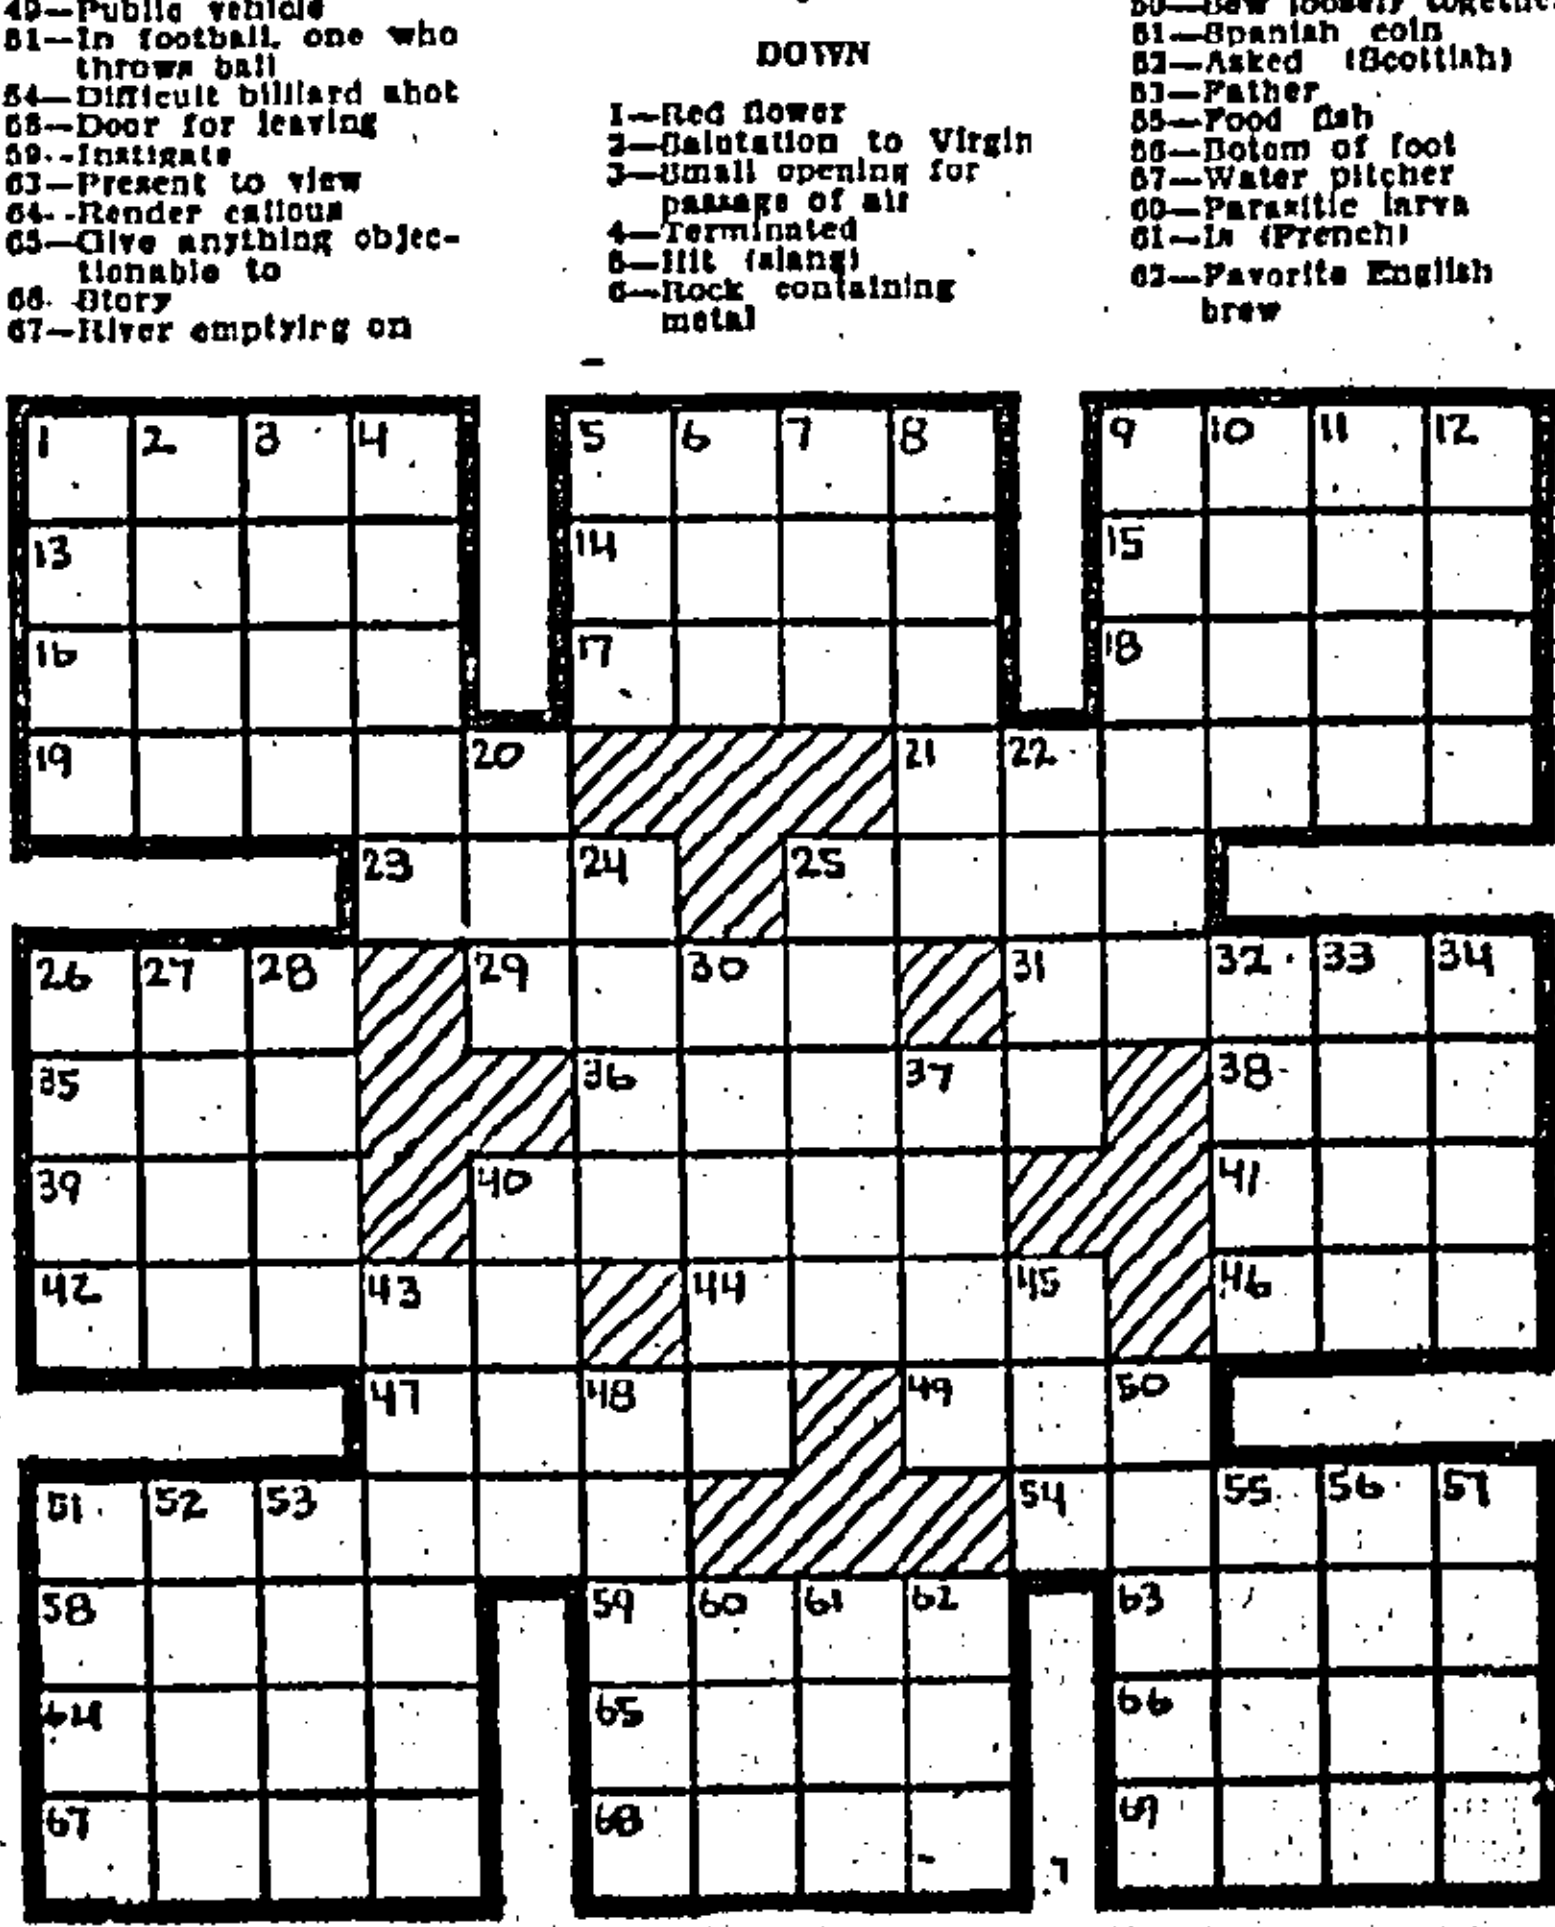 49—Public vehicle
51—In football, one who
throws ball
54—Difficult billiard shot
58—Door for leaving
59--Instigate
63—Present to view
64--Render callous
65—Give anything objec-
tionable to
66 Story
67—River emptying on
DOWN
1—Red flower
2—Salutation to Virgin
3—Small opening for
passage of air
4—Terminated
5—Hit (slang)
6—Rock containing
metal
50—Sew loosely together
51—Spanish coin
52—Asked (Scottish)
53—Father
55—Food fish
56—Botom of foot
57—Water pitcher
60—Parasitic larva
61—Is (French)
62—Favorite English
brew
1 2 3 4 5 6 7 8 9 10 11 12
13 14 15
16 17 18
19 20 21 22
23 24 25
26 27 28 29 30 31 32 33 34
35 36 37 38
39 40 41
42 43 44 45 46
47 48 49 50
51 52 53 54 55 56 57
58 59 60 61 62 63
64 65 66
67 68 69